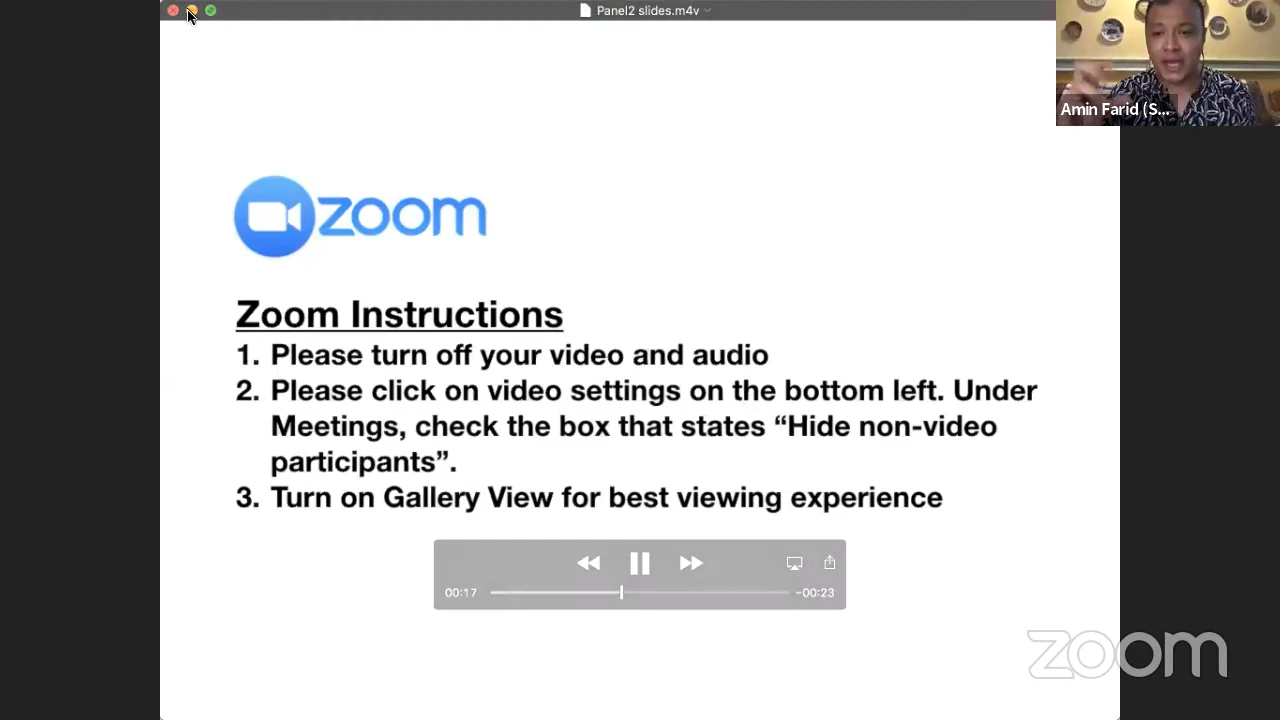 Panel2 slides.m4v
Amin Farid (S...
zoom
Zoom Instructions
1. Please turn off your video and audio
2. Please click on video settings on the bottom left. Under
Meetings, check the box that states “Hide non-video
participants”.
3. Turn on Gallery View for best viewing experience
00:17
-00:23
zoom